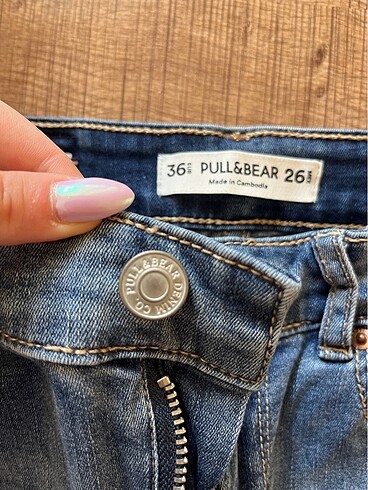 36 PULL&BEAR 26
Made in Cambodia
PULL&BEAR DENIM CO.